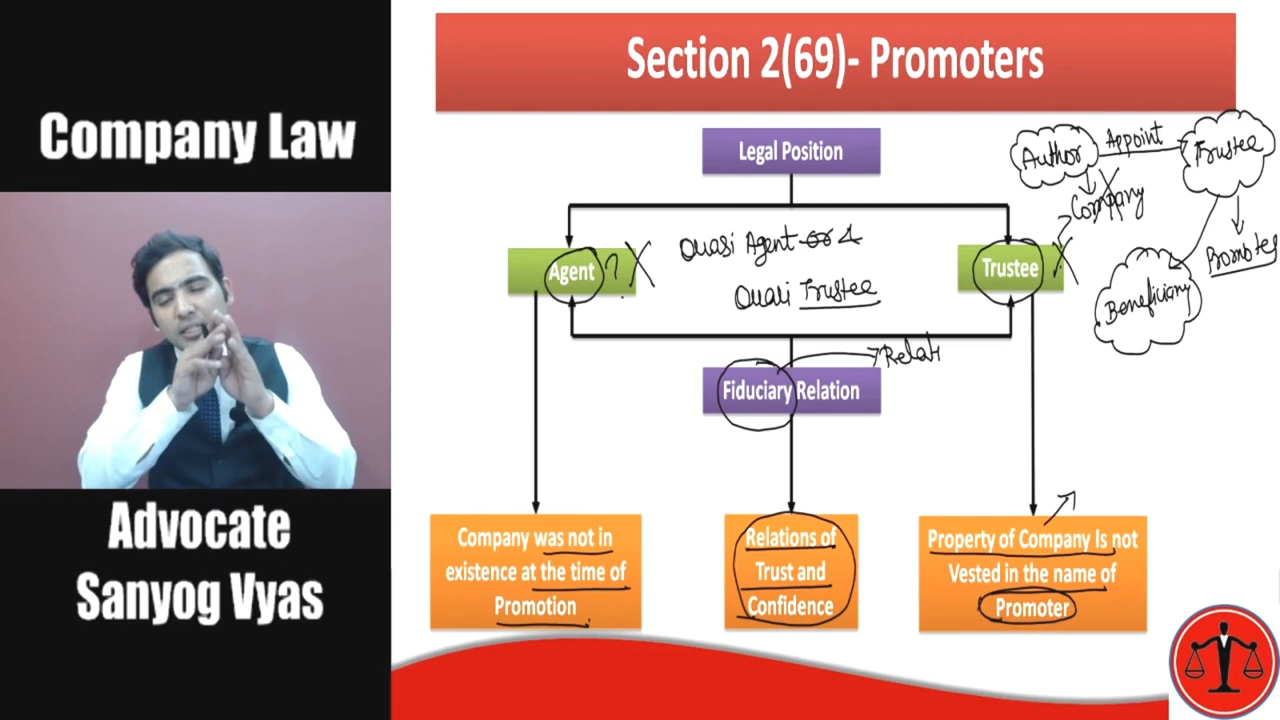 Company Law
Advocate
Sanyog Vyas
Section 2(69)- Promoters
Legal Position
Author
Appoint
Trustee
Company
Promoter
Beneficiary
Agent
?
Quasi Agent or
Quasi Trustee
Trustee
Relati
Fiduciary Relation
Company was not in
existence at the time of
Promotion
Relations of
Trust and
Confidence
Property of Company Is not
Vested in the name of
Promoter